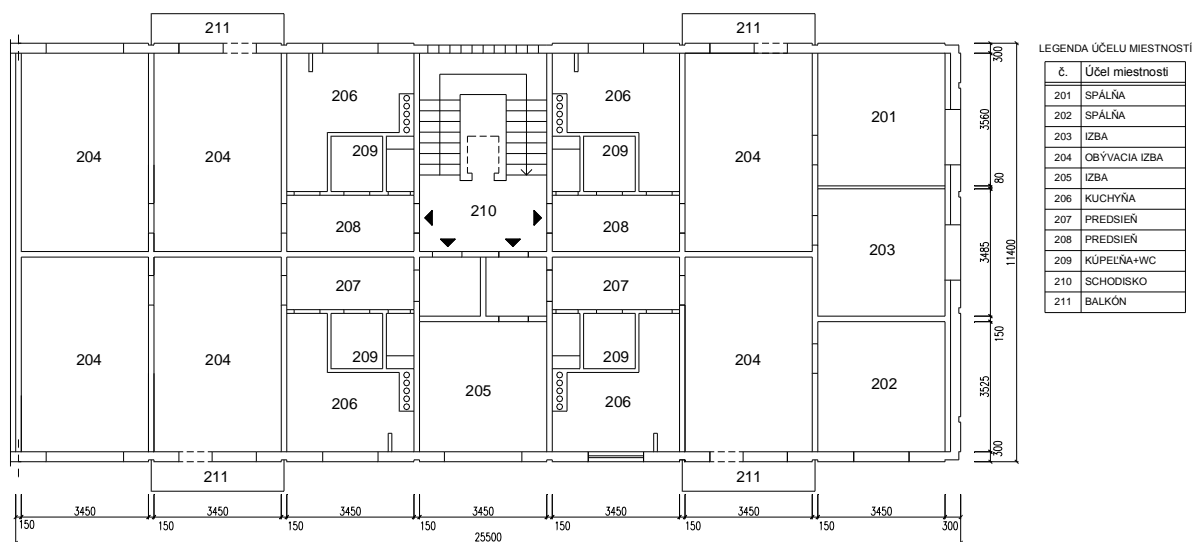 211
211
LEGENDA ÚČELU MIESTNOSTÍ
č. Účel miestnosti
201 SPÁLŇA
202 SPÁLŇA
203 IZBA
204 OBÝVACIA IZBA
205 IZBA
206 KUCHYŇA
207 PREDSIEŇ
208 PREDSIEŇ
209 KÚPEĽŇA+WC
210 SCHODISKO
211 BALKÓN
206
206
201
204
204
209
209
204
208
210
208
203
207
207
204
204
209
209
204
202
206
205
206
211
211
300
3560
80
3485
11400
150
3525
300
3450 3450 3450 3450 3450 3450 3450
150 150 150 150 150 150 150 300
25500